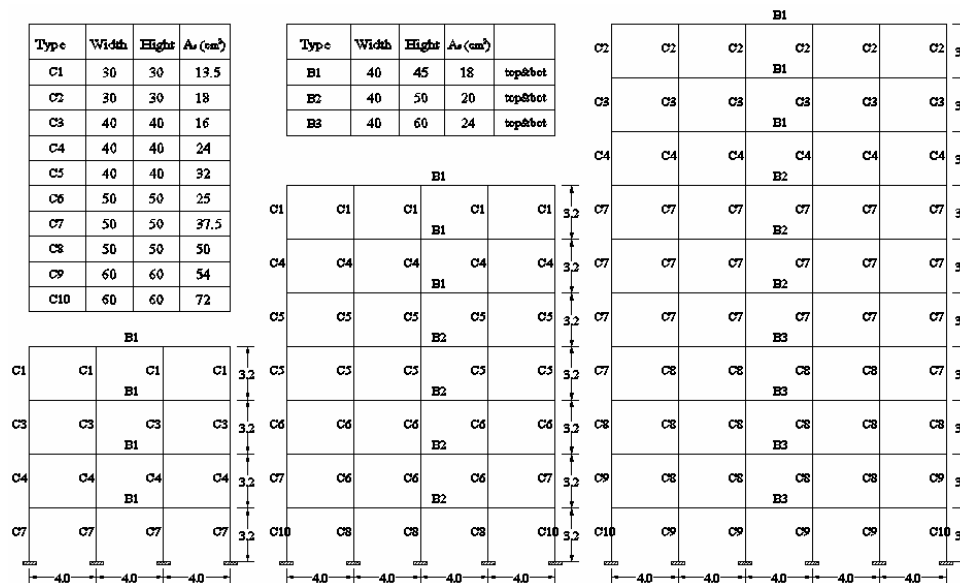 Type Width Hight As (cm²)
C1 30 30 13.5
C2 30 30 18
C3 40 40 16
C4 40 40 24
C5 40 40 32
C6 50 50 25
C7 50 50 37.5
C8 50 50 50
C9 60 60 54
C10 60 60 72
Type Width Hight As (cm²)
B1 40 45 18 top&bot
B2 40 50 20 top&bot
B3 40 60 24 top&bot
B1
C1 C1 C1 C1 3.2
B1
C3 C3 C3 C3 3.2
B1
C4 C4 C4 C4 3.2
B1
C7 C7 C7 C7 3.2
4.0 4.0 4.0
B1
C1 C1 C1 C1 C1 3.2
B1
C4 C4 C4 C4 C4 3.2
B1
C5 C5 C5 C5 C5 3.2
B2
C5 C5 C5 C5 C5 3.2
B2
C6 C6 C6 C6 C6 3.2
B2
C7 C6 C6 C6 C7 3.2
B2
C10 C8 C8 C8 C10 3.2
4.0 4.0 4.0 4.0
B1
C2 C2 C2 C2 C2 C2 3
B1
C3 C3 C3 C3 C3 C3 3
B1
C4 C4 C4 C4 C4 C4 3
B2
C7 C7 C7 C7 C7 C7 3
B2
C7 C7 C7 C7 C7 C7 3
B2
C7 C7 C7 C7 C7 C7 3
B3
C7 C8 C8 C8 C8 C7 3
B3
C8 C8 C8 C8 C8 C8 3
B3
C9 C8 C8 C8 C8 C9 3
B3
C10 C9 C9 C9 C9 C10 3
4.0 4.0 4.0 4.0 4.0